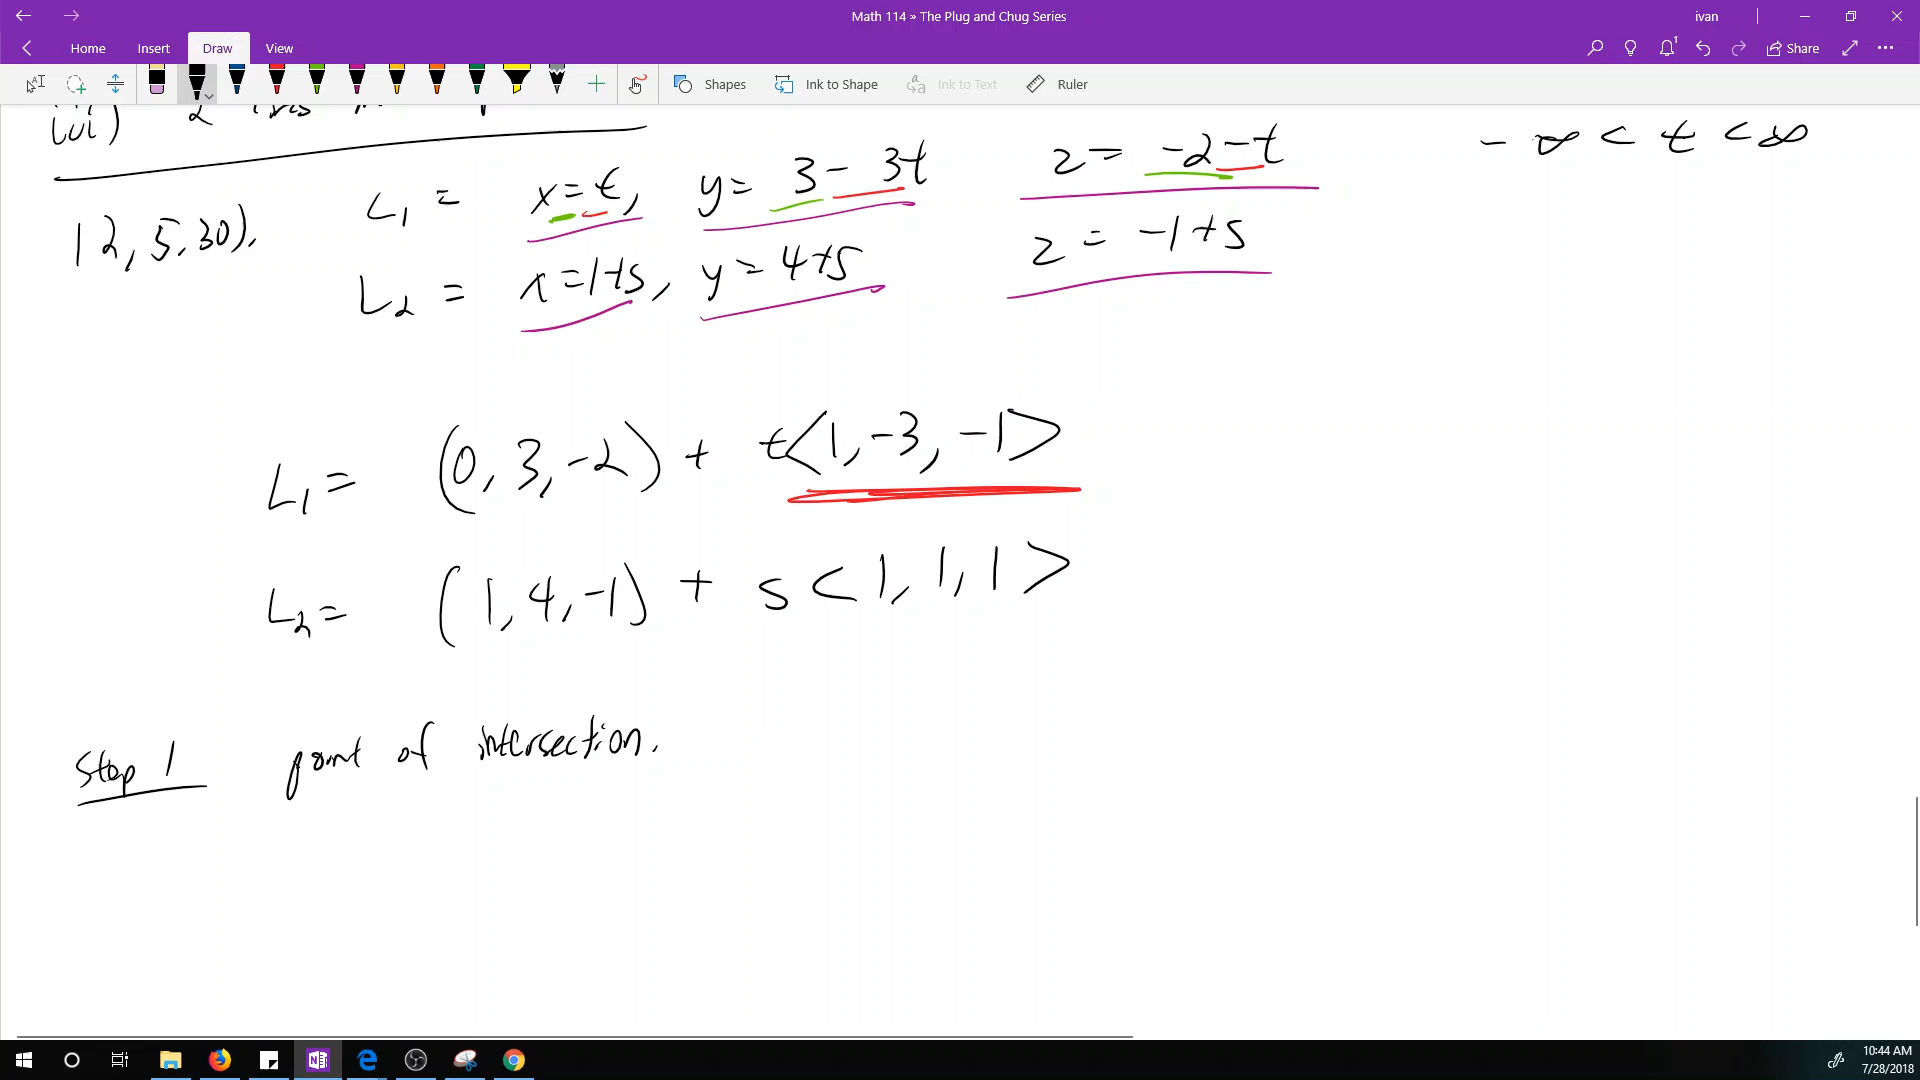 Math 114 » The Plug and Chug Series
ivan
Home Insert Draw View
1
Share
Shapes
Ink to Shape
Ink to Text
Ruler
2
- ∞ < t < ∞
L1 = x = t, y = 3 - 3t z = -2 - t
12, 5.30).
L2 = x = 1+s, y = 4+s z = -1+s
L1 = (0, 3, -2) + t<1, -3, -1>
L2 = (1, 4, -1) + s < 1, 1, 1 >
Step 1 point of intersection.
10:44 AM
7/28/2018